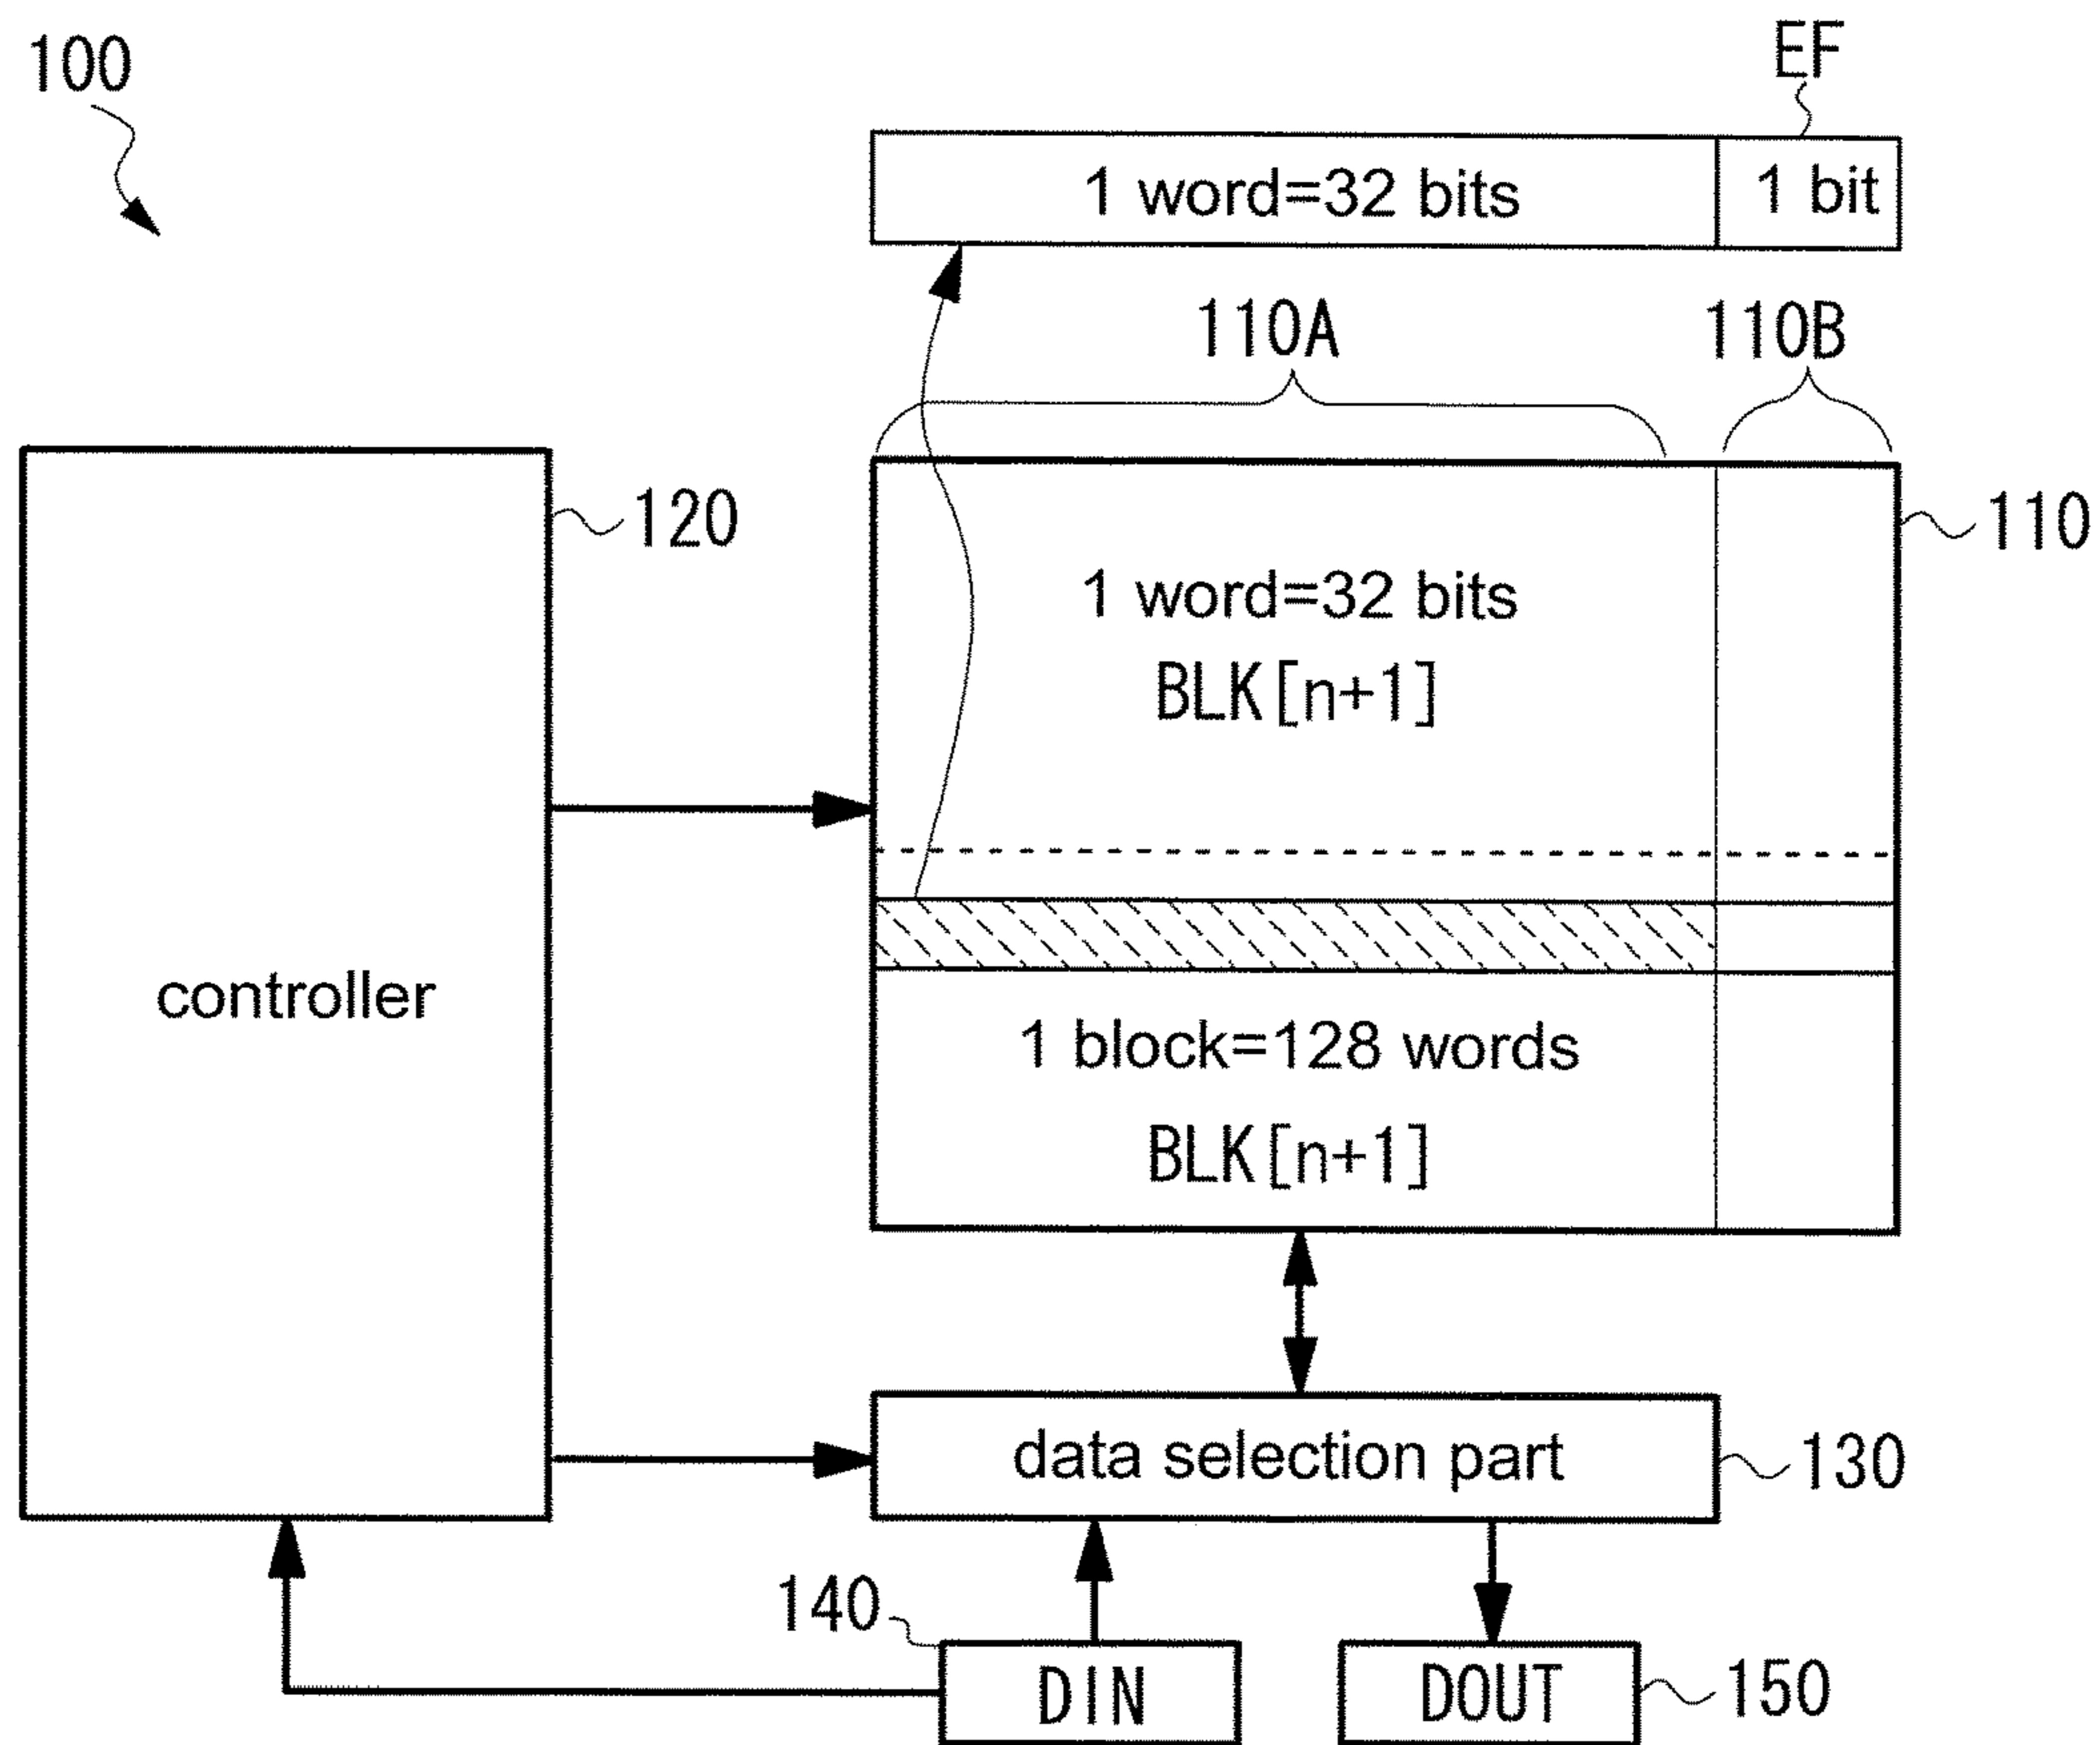 100
EF
1 word=32 bits
1 bit
110A
110B
120
110
1 word=32 bits
BLK[n+1]
controller
1 block=128 words
BLK[n+1]
data selection part
130
140
DIN
DOUT
150